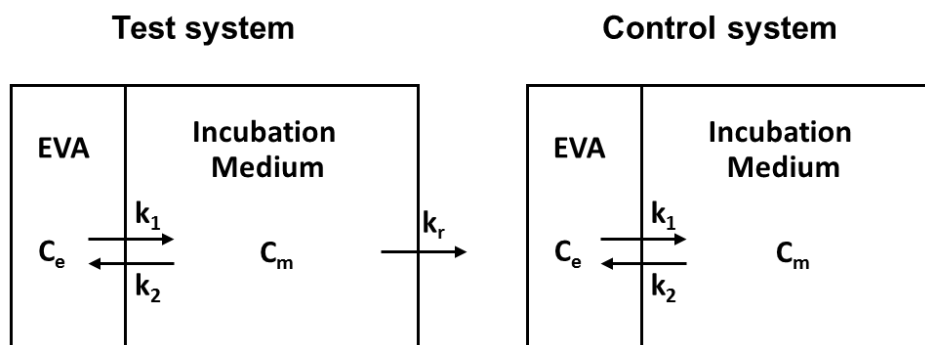 Test system
Control system
EVA
Incubation
Medium
k₁
kᵣ
Cₑ
Cₘ
k₂
EVA
Incubation
Medium
k₁
Cₑ
Cₘ
k₂